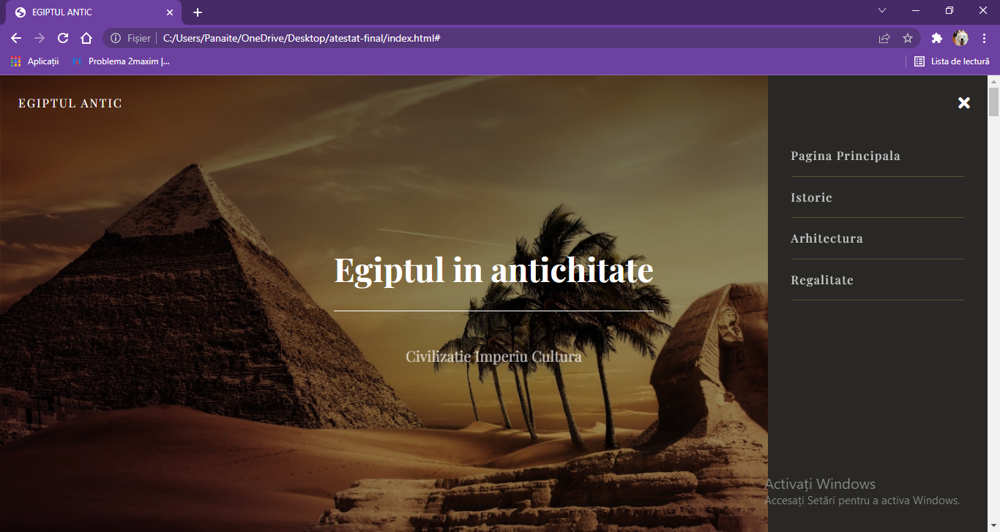 EGIPTUL ANTIC
Fișier
C:/Users/Panaite/OneDrive/Desktop/atestat-final/index.html#
Aplicații
Problema 2maxim |...
Lista de lectură
EGIPTUL ANTIC
Pagina Principala
Istorie
Arhitectura
Regalitate
Egiptul in antichitate
Civilizatie Imperiu Cultura
Activați Windows
Accesați Setări pentru a activa Windows.